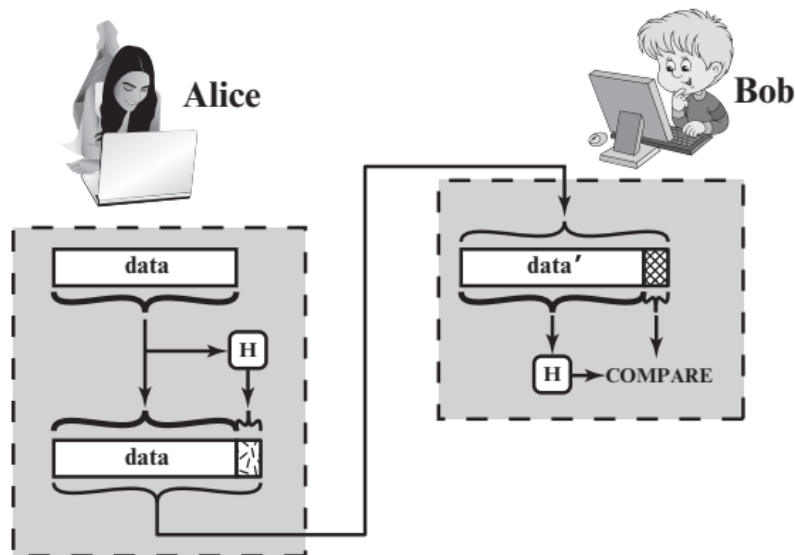 Alice
Bob
data
H
data
data′
H
COMPARE